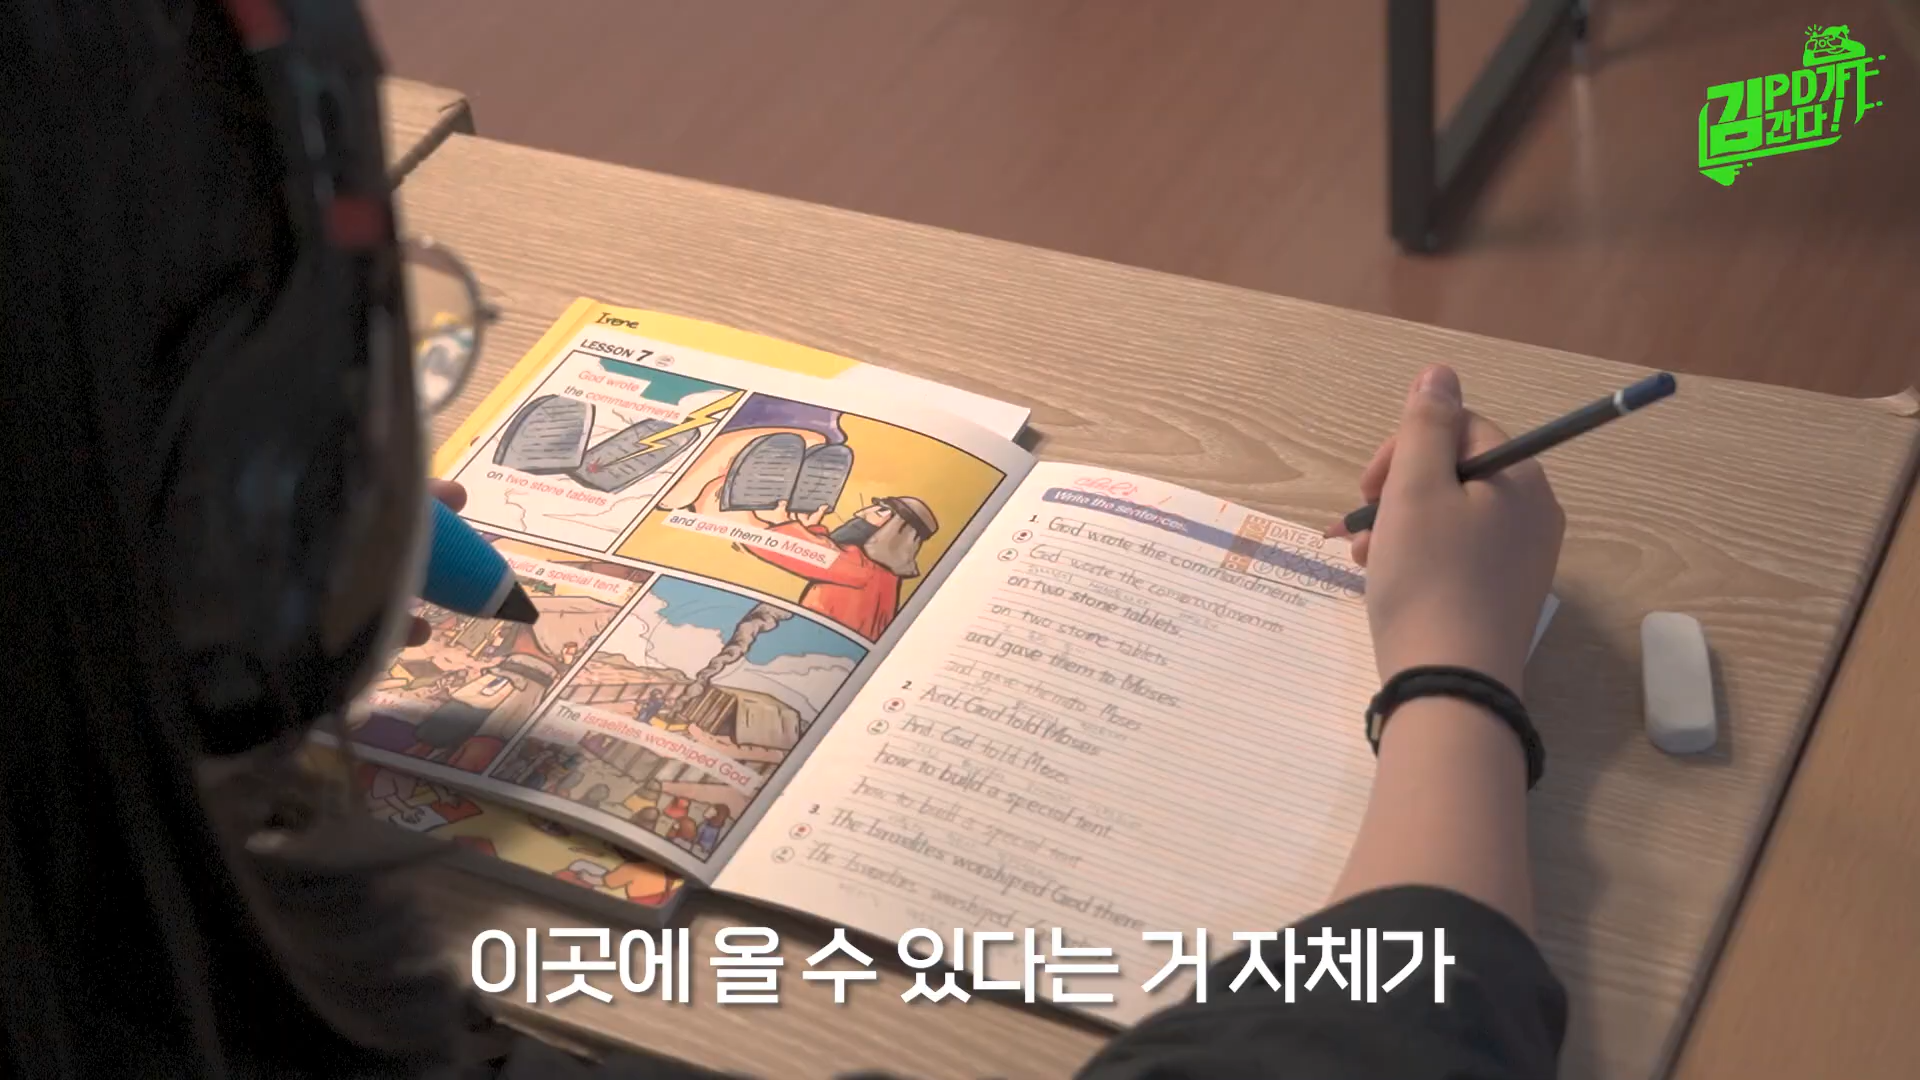 김PD가
간다!
Irene
LESSON 7
God wrote
the commandments
on two stone tablets
and gave them to Moses.
build a special tent.
The Israelites worshiped God
Write the sentences.
DATE 20
1. God wrote the commandments
God wrote the commandments
on two stone tablets.
on two stone tablets
and gave them to Moses.
and gave them to Moses
2. And, God told Moses
And, God told Moses
how to build a special tent.
how to build a special tent
3. The Israelites worshiped God there.
The Israelites worshiped
이곳에 올 수 있다는 거 자체가